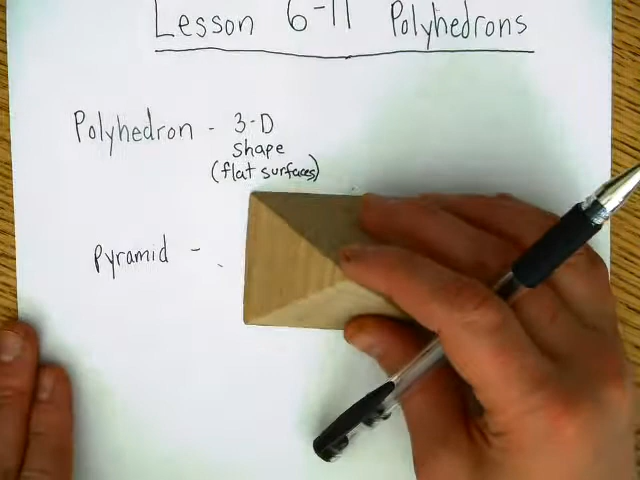 Lesson 6-11 Polyhedrons
Polyhedron - 3-D
shape
(flat surfaces)
pyramid -